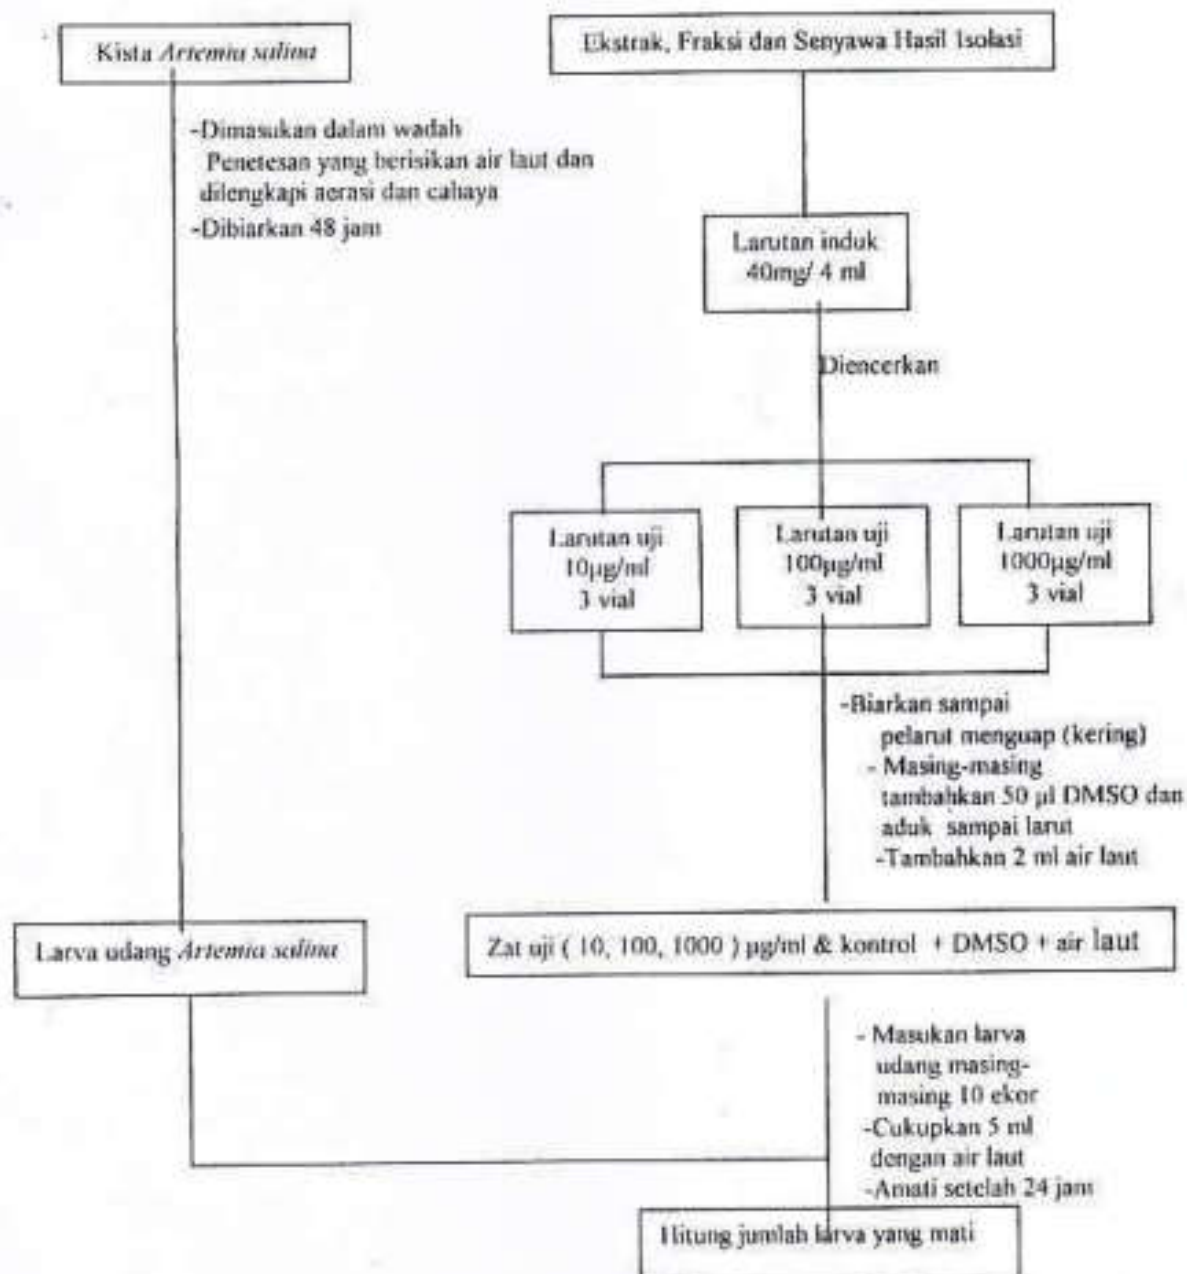 Kista Artemia salina
Ekstrak, Fraksi dan Senyawa Hasil Isolasi
-Dimasukan dalam wadah
Penetesan yang berisikan air laut dan
dilengkapi aerasi dan cahaya
-Dibiarkan 48 jam
Larutan induk
40mg/ 4 ml
Diencerkan
Larutan uji
10µg/ml
3 vial
Larutan uji
100µg/ml
3 vial
Larutan uji
1000µg/ml
3 vial
-Biarkan sampai
pelarut menguap (kering)
- Masing-masing
tambahkan 50 µl DMSO dan
aduk sampai larut
-Tambahkan 2 ml air laut
Larva udang Artemia salina
Zat uji ( 10, 100, 1000 ) µg/ml & kontrol + DMSO + air laut
- Masukan larva
udang masing-
masing 10 ekor
-Cukupkan 5 ml
dengan air laut
-Amati setelah 24 jam
Hitung jumlah larva yang mati